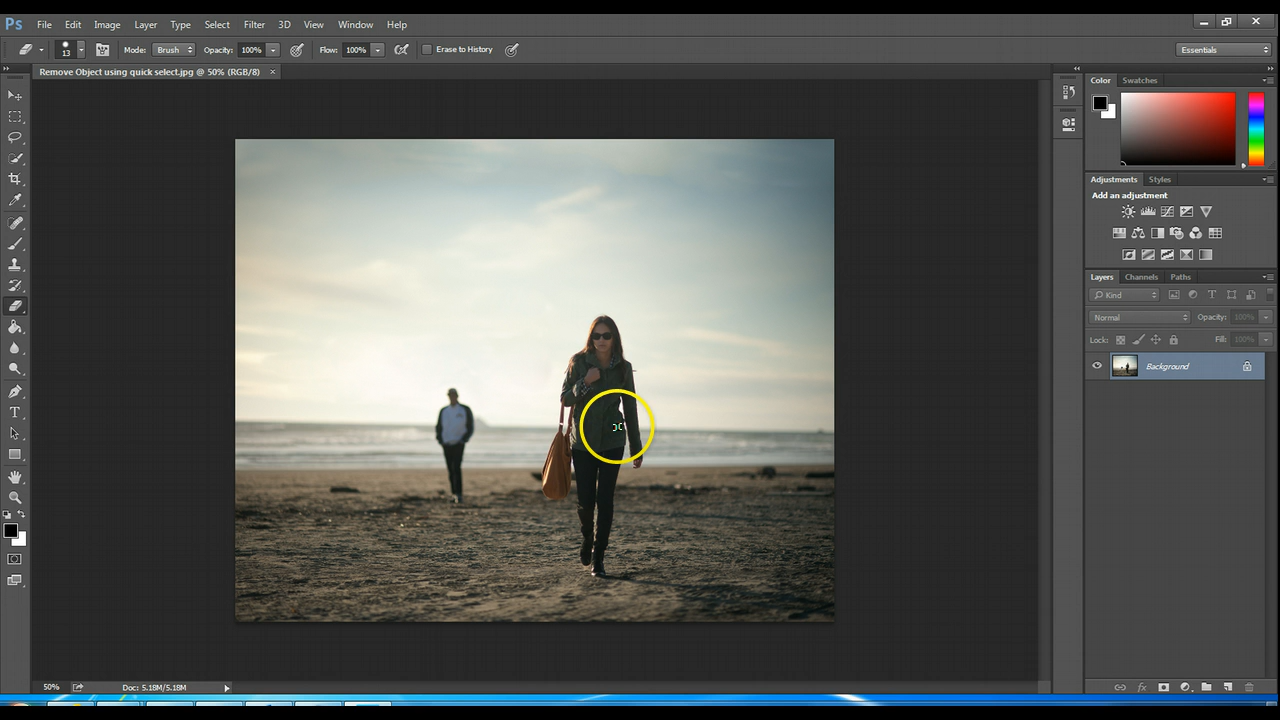 Ps File Edit Image Layer Type Select Filter 3D View Window Help
13 Mode: Brush Opacity: 100% Flow: 100% Erase to History Essentials
Remove Object using quick select.jpg @ 50% (RGB/8) ×
Color Swatches
Adjustments Styles
Add an adjustment
Layers Channels Paths
Kind
Normal Opacity: 100%
Lock: Fill: 100%
Background
50% Doc: 5.18M/5.18M